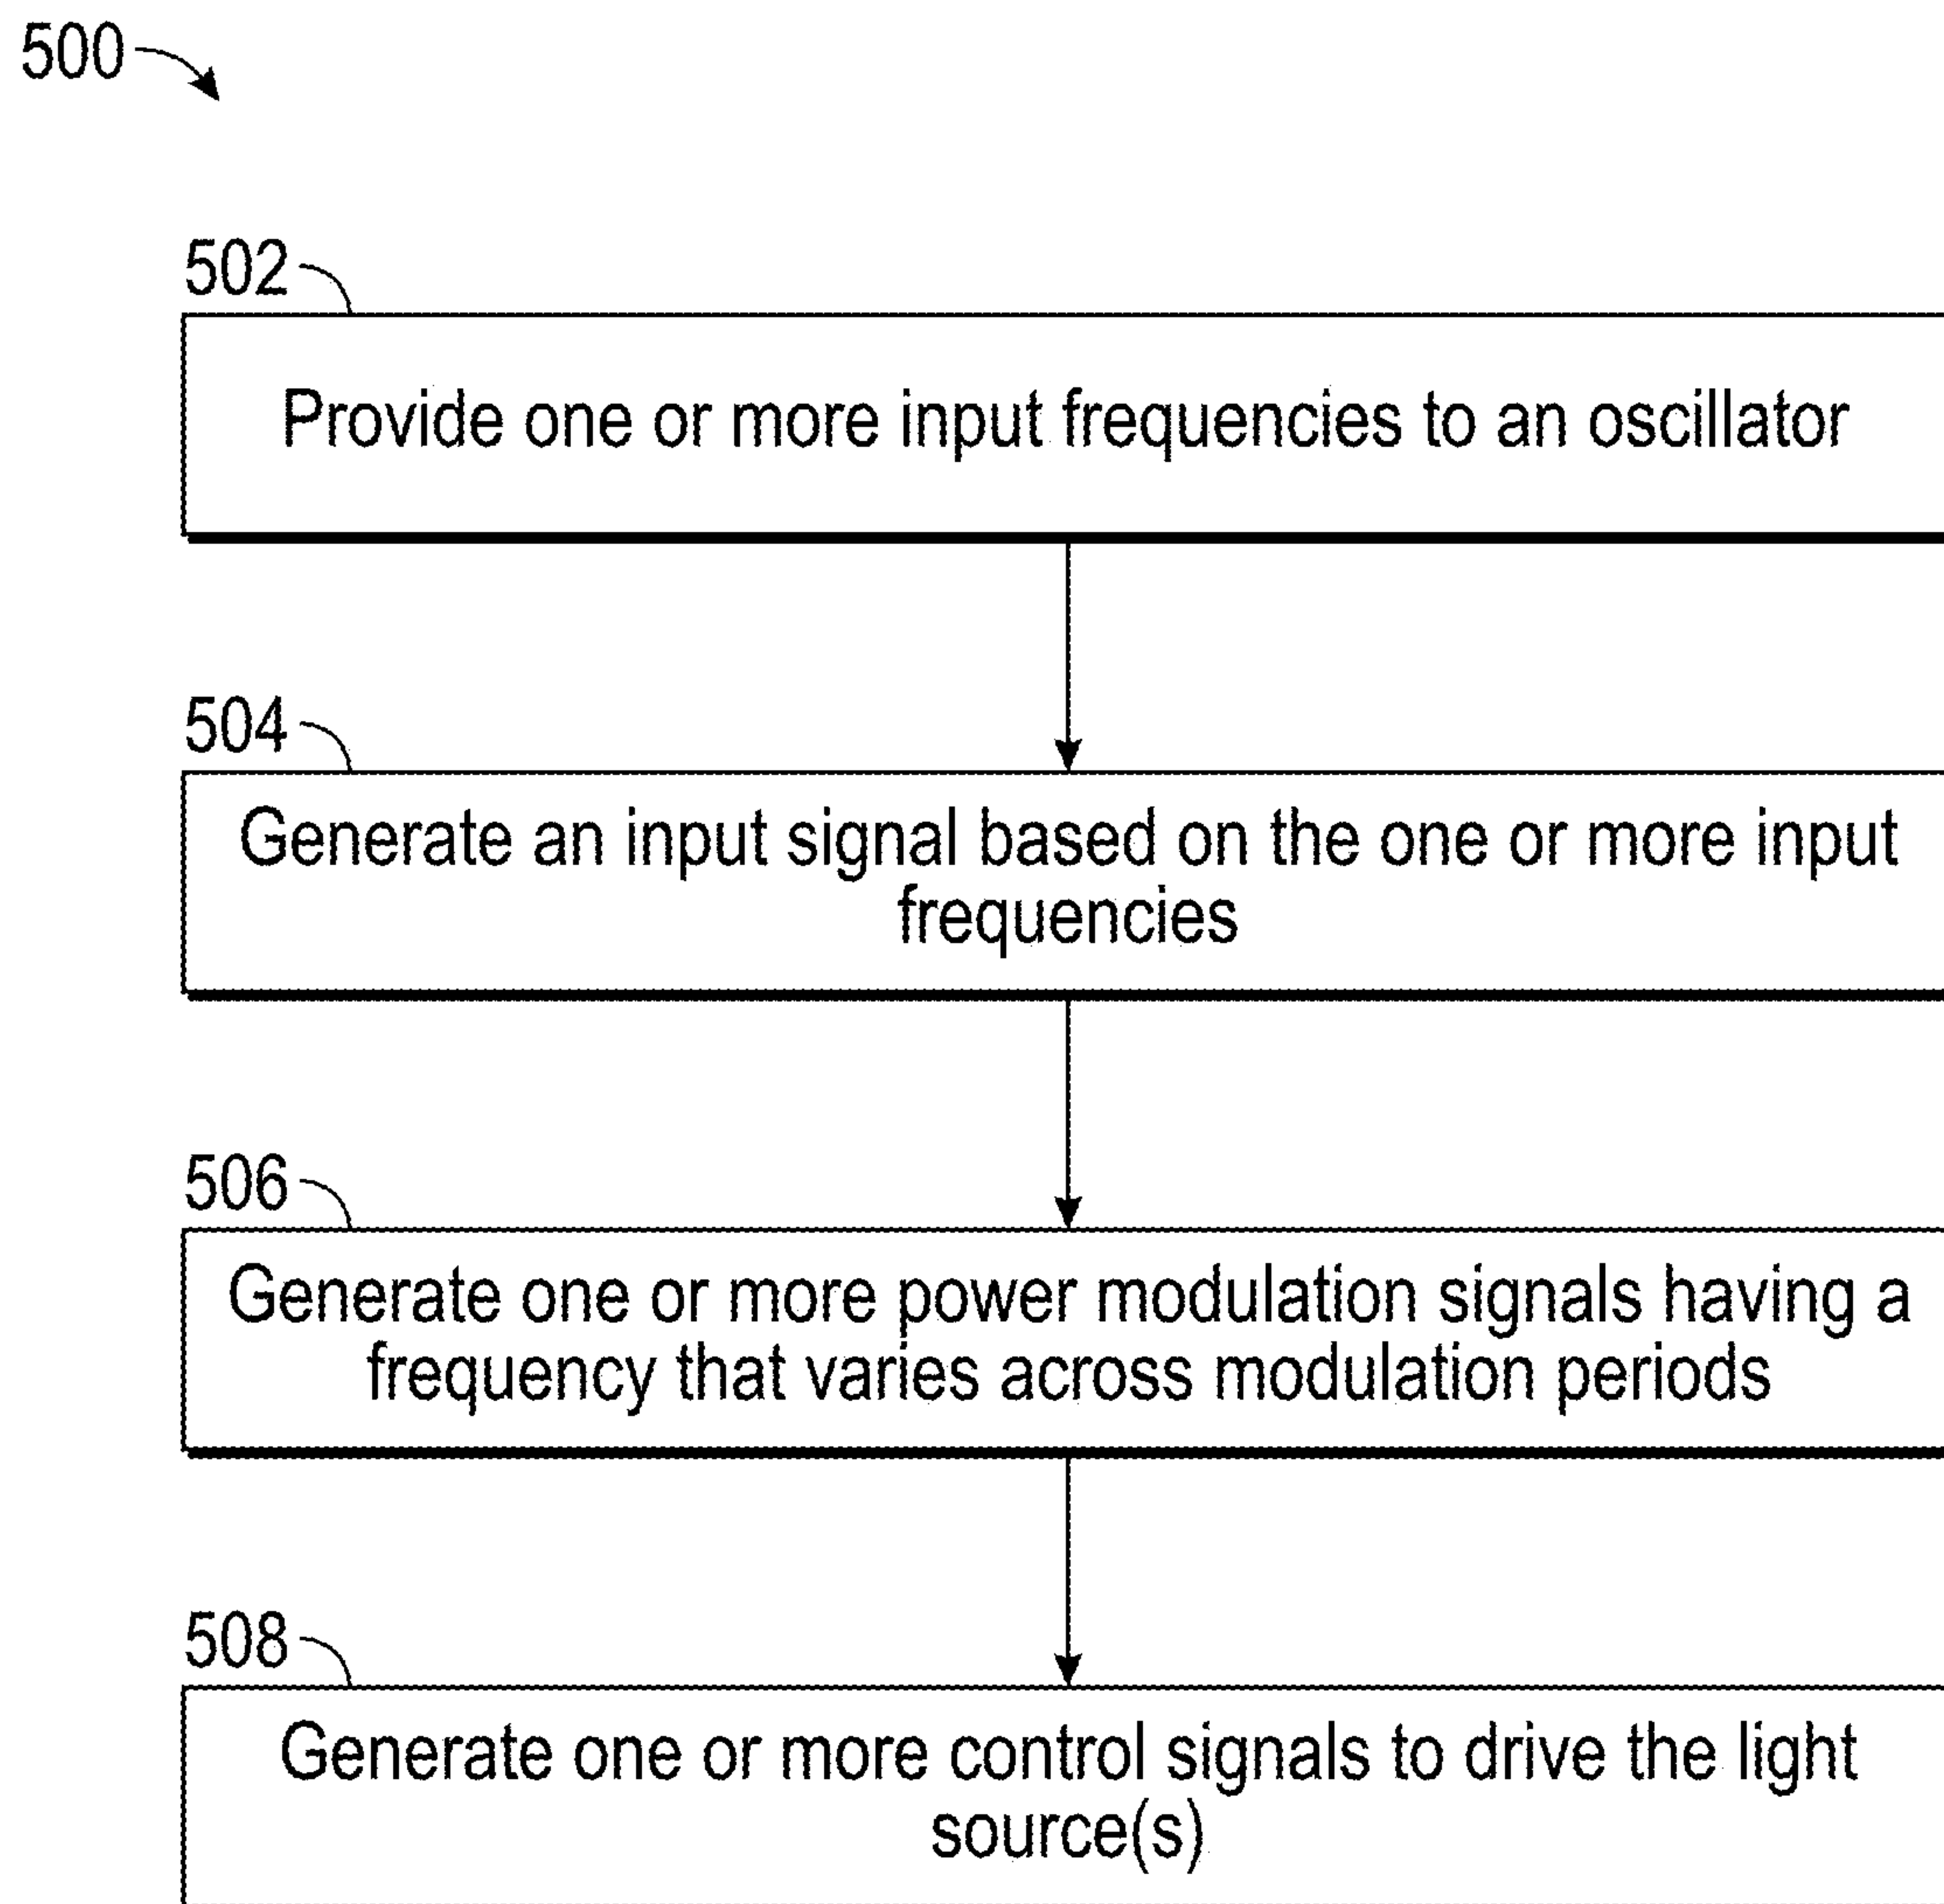 500
502
Provide one or more input frequencies to an oscillator
504
Generate an input signal based on the one or more input
frequencies
506
Generate one or more power modulation signals having a
frequency that varies across modulation periods
508
Generate one or more control signals to drive the light
source(s)